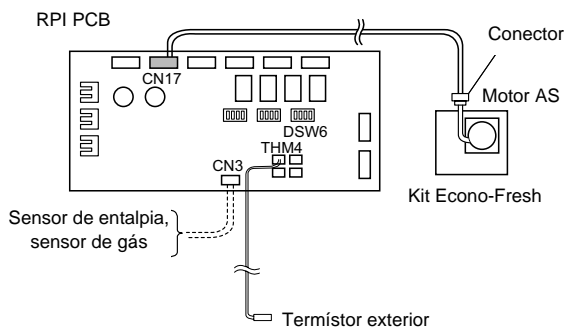 RPI PCB
Conector
CN17
Motor AS
DSW6
THM4
CN3
Kit Econo-Fresh
Sensor de entalpia,
sensor de gás
Termístor exterior